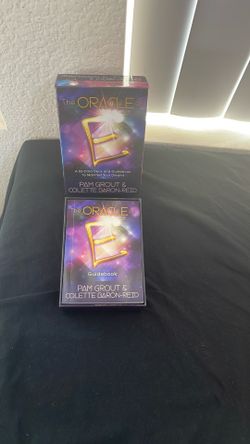 The ORACLE
E
A 52-Card Deck and Guidebook
to Manifest Your Dreams
PAM GROUT &
COLETTE BARON-REID
The ORACLE
E
Guidebook
PAM GROUT &
COLETTE BARON-REID